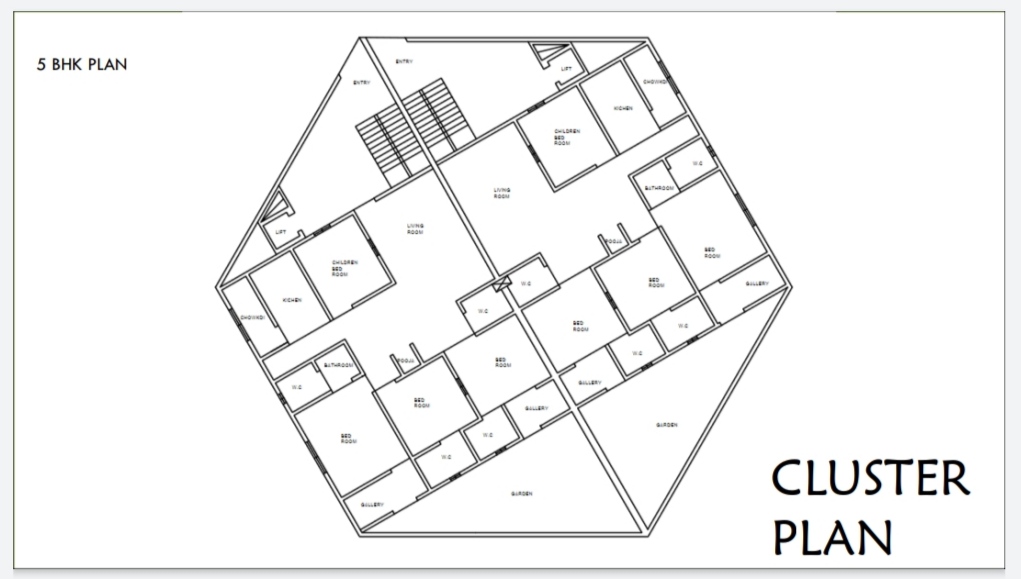 5 BHK PLAN
ENTRY
ENTRY
LIFT
CHOWKDI
KICHEN
CHILDREN
BED
ROOM
W.C
BATHROOM
LIVING
ROOM
LIVING
ROOM
LIFT
POOJA
BED
ROOM
GALLERY
CHILDREN
BED
ROOM
BED
ROOM
W.C
KICHEN
W.C
CHOWKDI
BED
ROOM
W.C
W.C
POOJA
BATHROOM
BED
ROOM
GALLERY
W.C
BED
ROOM
GALLERY
GARDEN
BED
ROOM
W.C
W.C
GALLERY
GARDEN
CLUSTER
PLAN